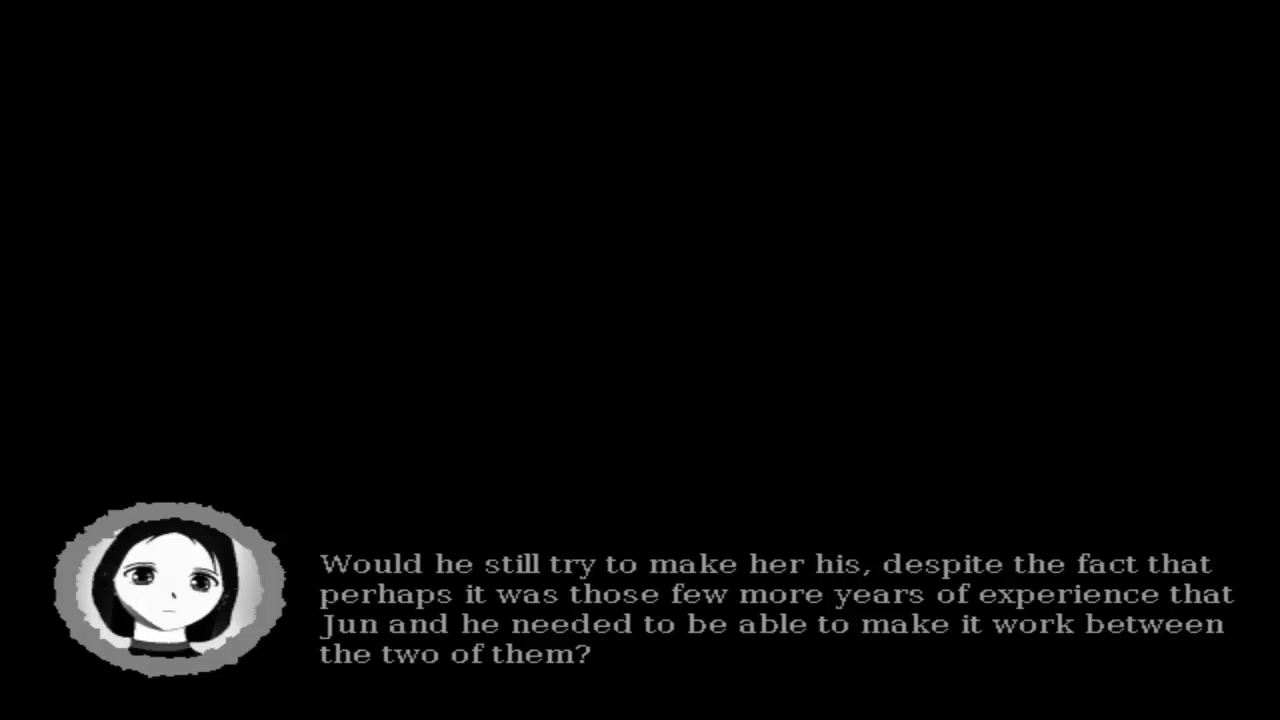 Would he still try to make her his, despite the fact that
perhaps it was those few more years of experience that
Jun and he needed to be able to make it work between
the two of them?